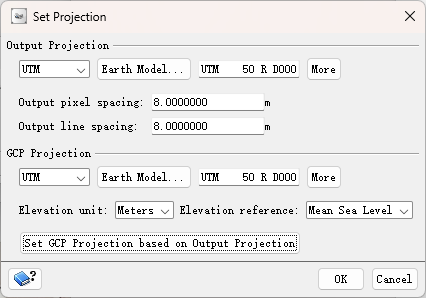 Set Projection
Output Projection
UTM Earth Model... UTM 50 R D000 More
Output pixel spacing: 8.0000000 m
Output line spacing: 8.0000000 m
GCP Projection
UTM Earth Model... UTM 50 R D000 More
Elevation unit: Meters Elevation reference: Mean Sea Level
Set GCP Projection based on Output Projection
? OK Cancel